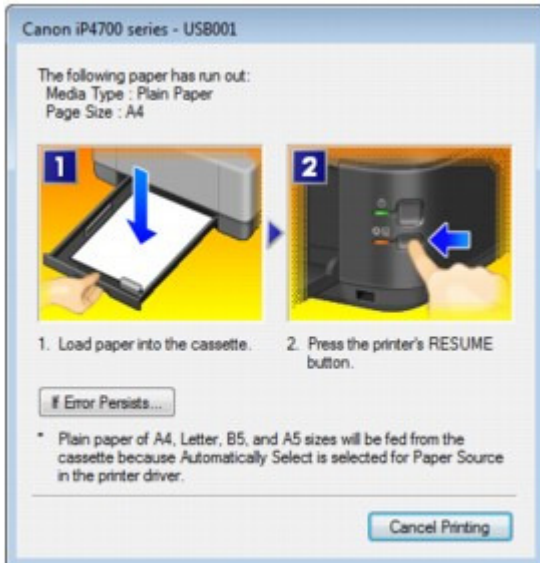 Canon iP4700 series - USB001
The following paper has run out:
Media Type : Plain Paper
Page Size : A4
1
2
1. Load paper into the cassette.
2. Press the printer's RESUME
button.
If Error Persists...
* Plain paper of A4, Letter, B5, and A5 sizes will be fed from the
cassette because Automatically Select is selected for Paper Source
in the printer driver.
Cancel Printing